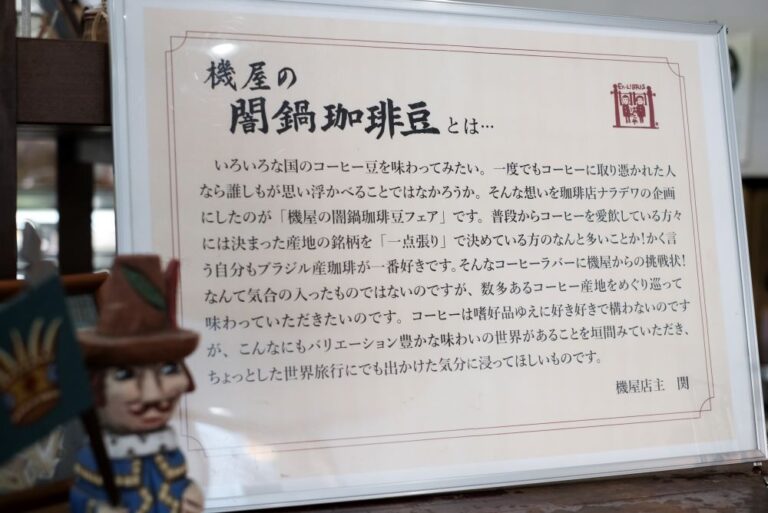 機屋の
闇鍋珈琲豆とは…
EX-LIBRIS
いろいろな国のコーヒー豆を味わってみたい。一度でもコーヒーに取り憑かれた人
なら誰しもが思い浮かべることではなかろうか。そんな想いを珈琲店ナラデワの企画
にしたのが「機屋の闇鍋珈琲豆フェア」です。普段からコーヒーを愛飲している方々
には決まった産地の銘柄を「一点張り」で決めている方のなんと多いことか!かく言
う自分もブラジル産珈琲が一番好きです。そんなコーヒーラバーに機屋からの挑戦状!
なんて気合の入ったものではないのですが、数多あるコーヒー産地をめぐり巡って
味わっていただきたいのです。コーヒーは嗜好品ゆえに好き好きで構わないのです
が、こんなにもバリエーション豊かな味わいの世界があることを垣間みていただき、
ちょっとした世界旅行にでも出かけた気分に浸ってほしいものです。
機屋店主 関